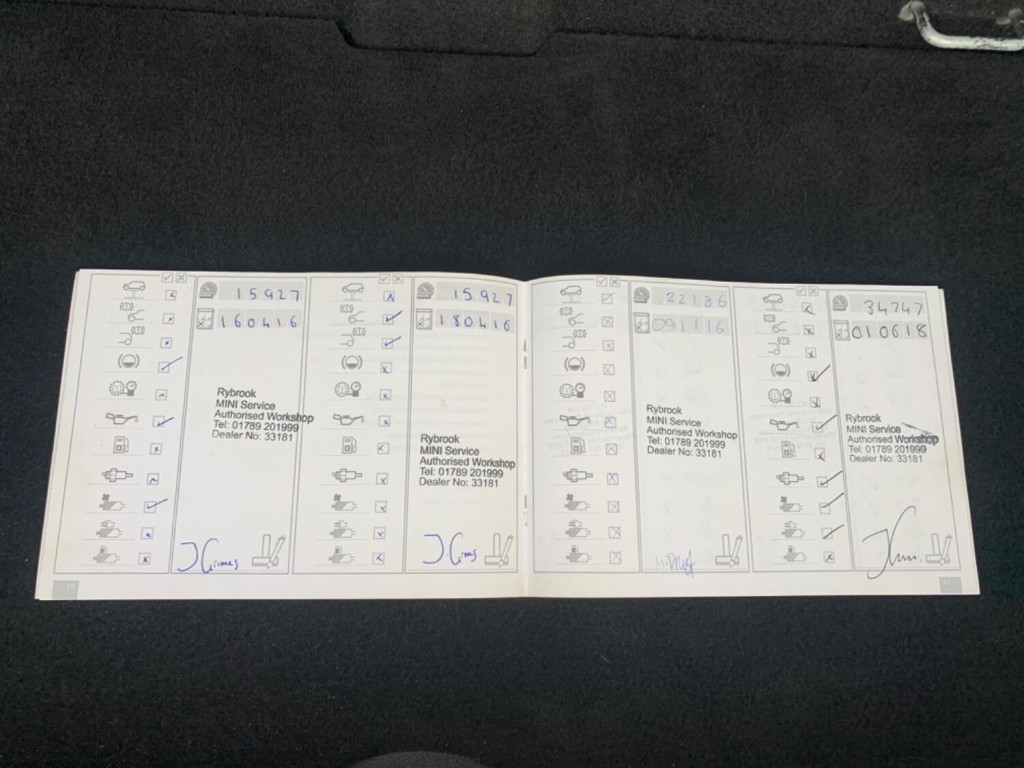 15927
160416
Rybrook
MINI Service
Authorised Workshop
Tel: 01789 201999
Dealer No: 33181
J Grimes
15927
180416
Rybrook
MINI Service
Authorised Workshop
Tel: 01789 201999
Dealer No: 33181
J Grimes
22186
091116
Rybrook
MINI Service
Authorised Workshop
Tel: 01789 201999
Dealer No: 33181
34747
010618
Rybrook
MINI Service
Authorised Workshop
Tel: 01789 201999
Dealer No: 33181